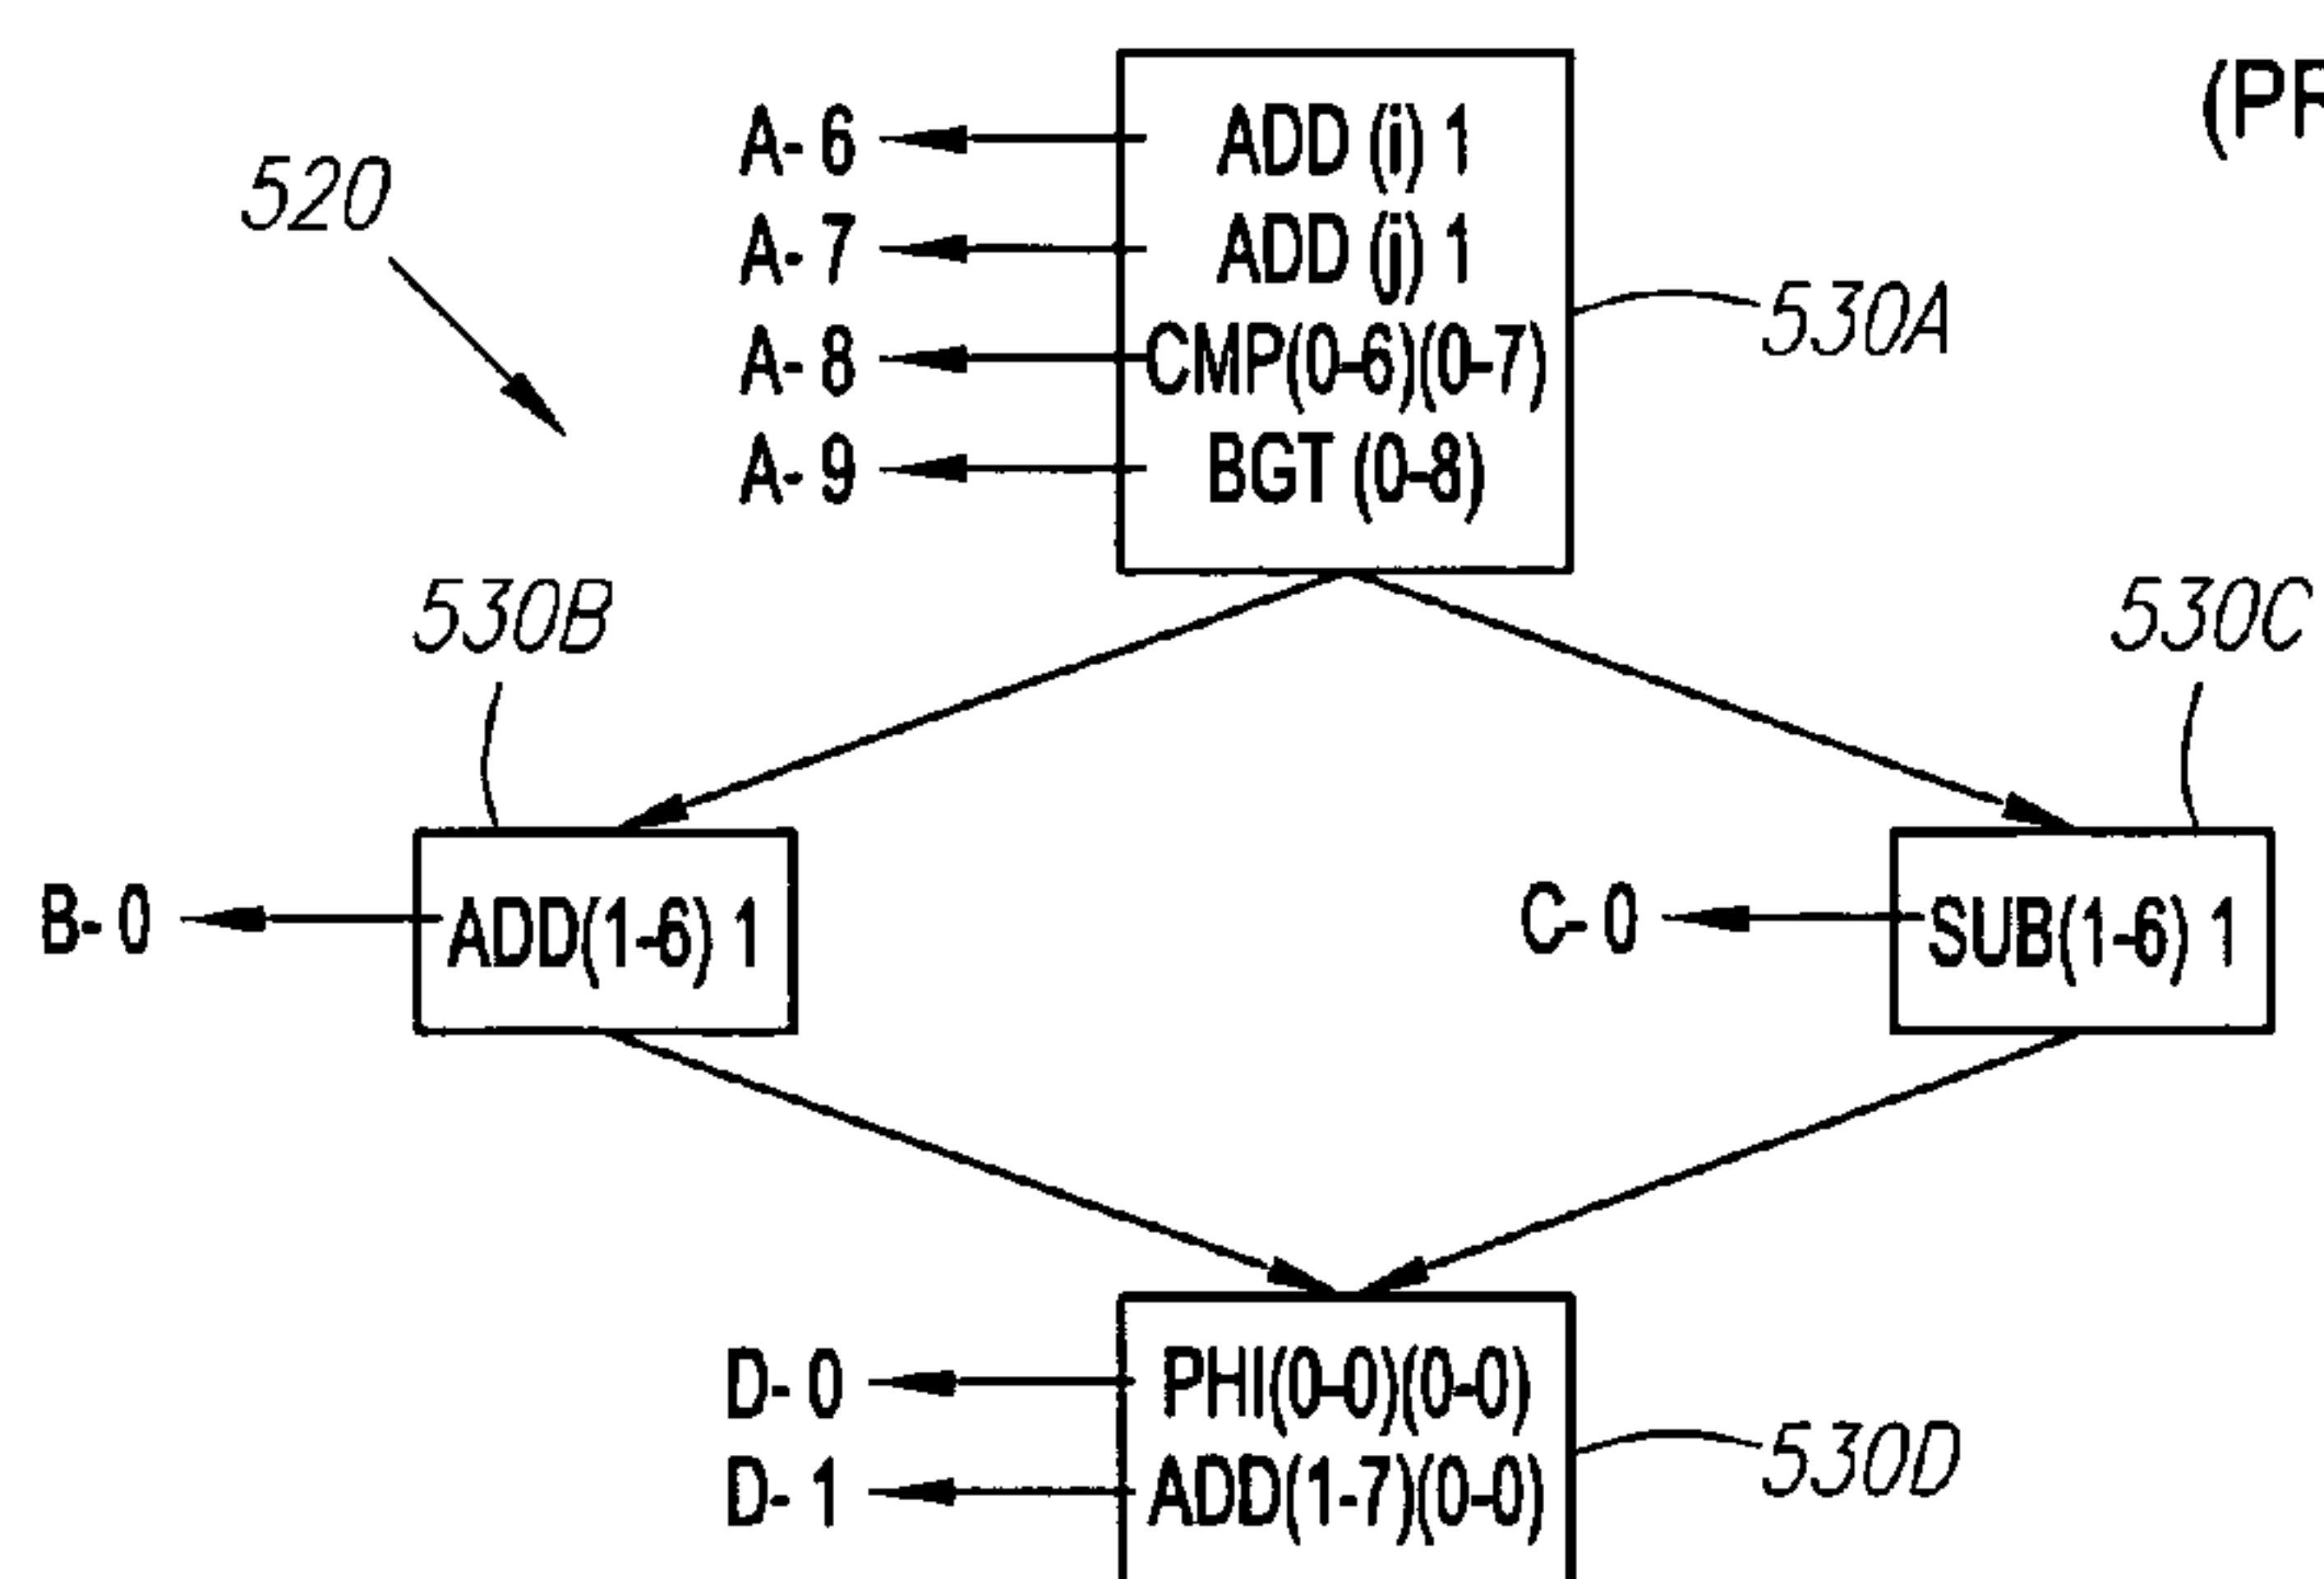 (PR
A-6 ADD (i) 1
520
A-7 ADD (j) 1
530A
A-8 CMP(0-6)(0-7)
A-9 BGT (0-8)
530B
530C
B-0 ADD(1-6) 1
C-0 SUB(1-6) 1
D-0 PHI(0-0)(0-0)
530D
D-1 ADD(1-7)(0-0)